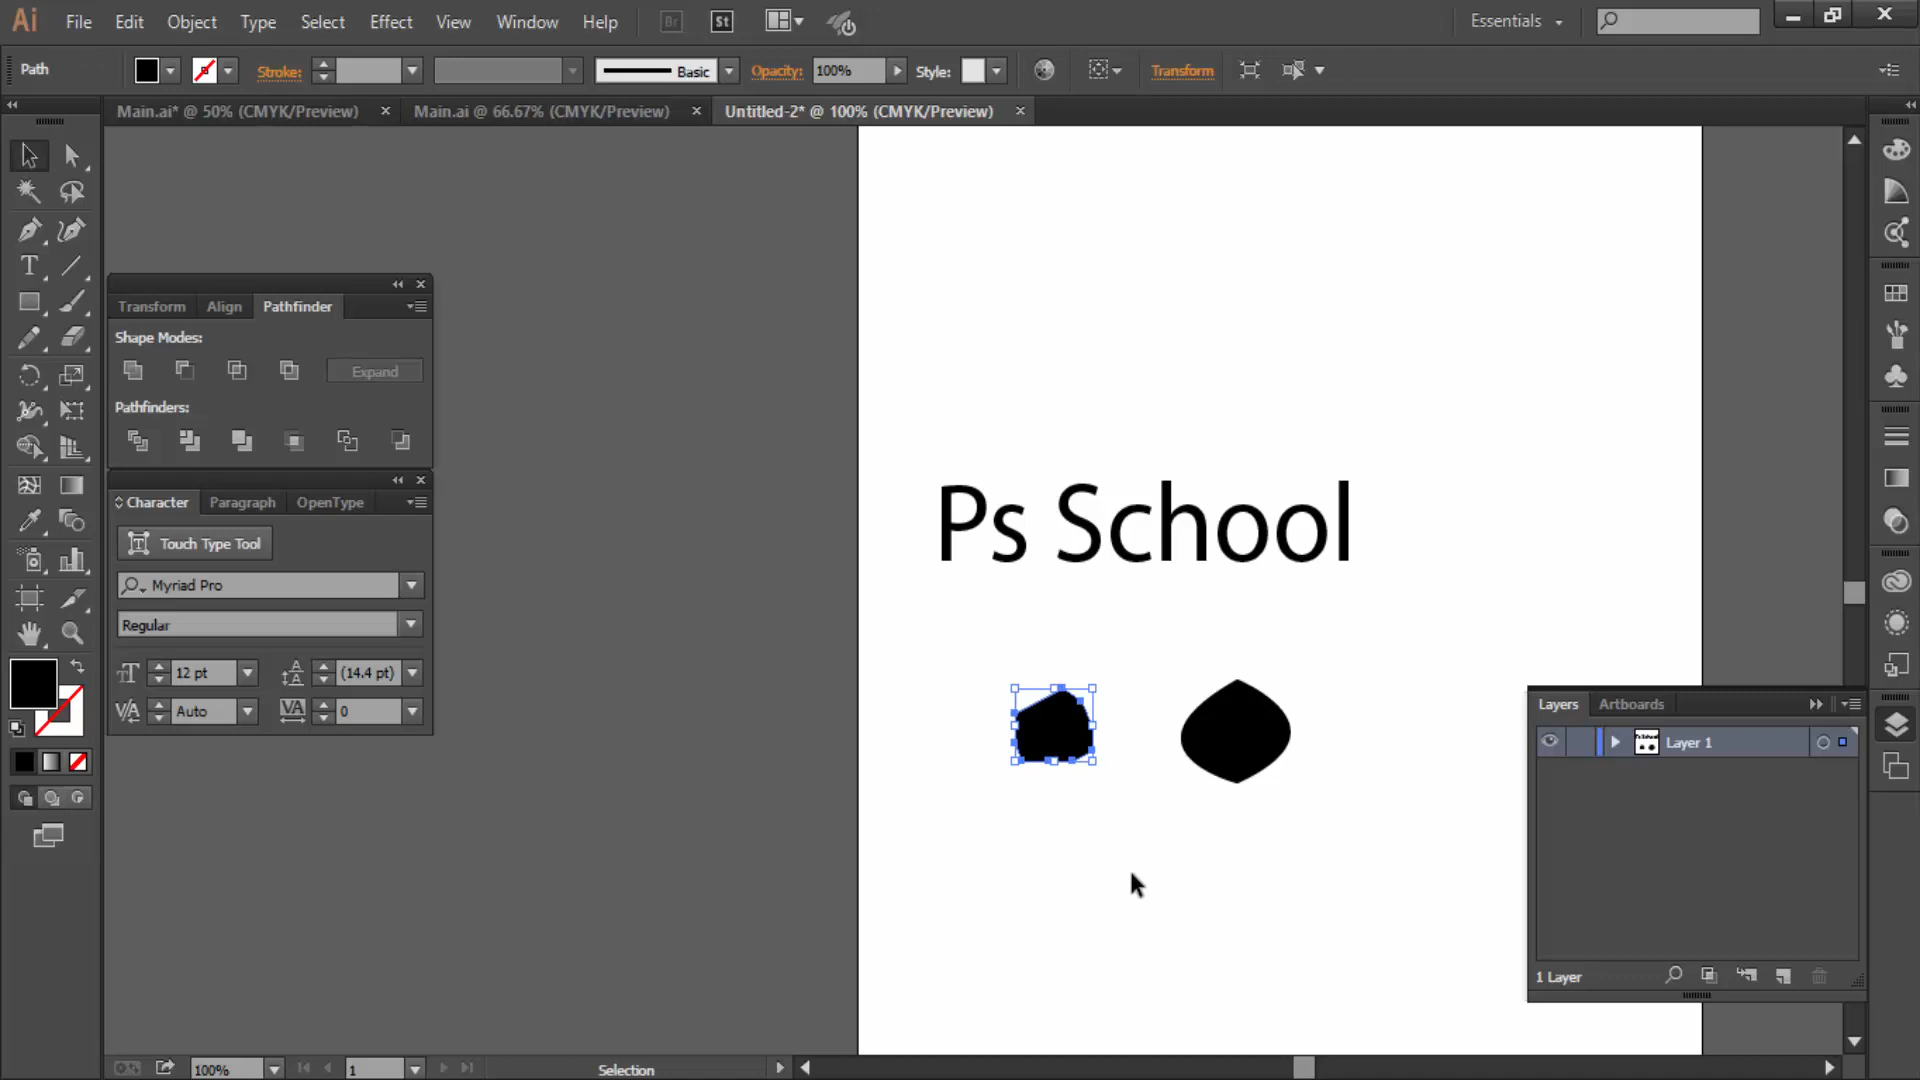 Ai File Edit Object Type Select Effect View Window Help Br St Essentials
Path Stroke: Basic Opacity: 100% Style: Transform
Main.ai* @ 50% (CMYK/Preview) Main.ai @ 66.67% (CMYK/Preview) Untitled-2* @ 100% (CMYK/Preview)
Transform Align Pathfinder
Shape Modes:
Expand
Pathfinders:
Character Paragraph OpenType
Touch Type Tool
Myriad Pro
Regular
12 pt (14.4 pt)
Auto 0
Ps School
Layers Artboards
Layer 1
1 Layer
100% 1 Selection